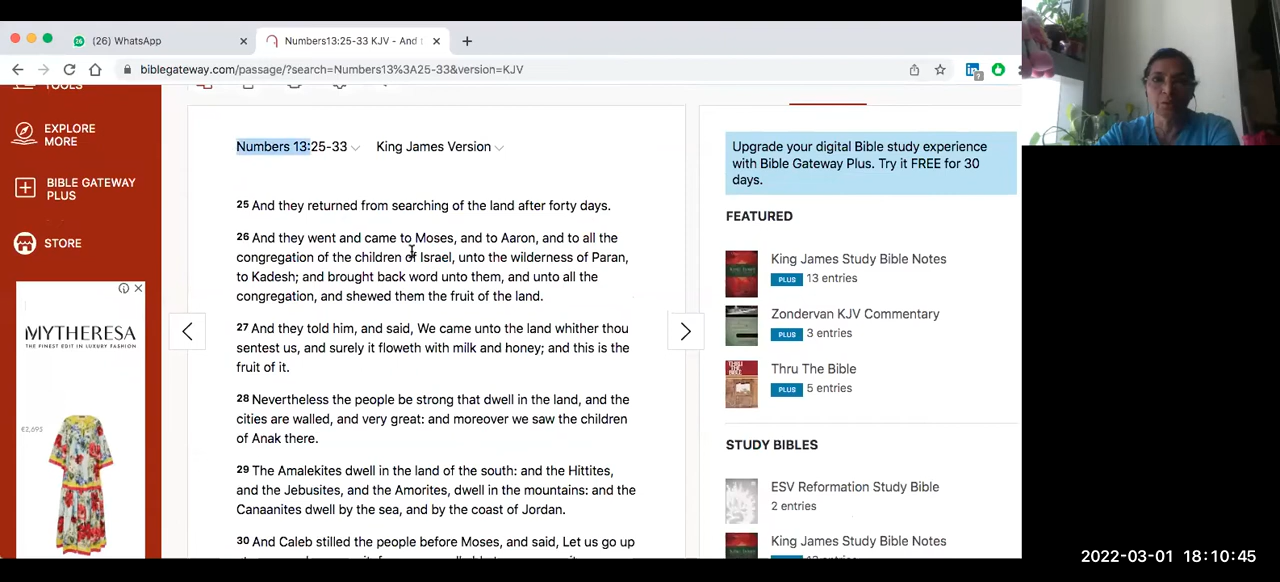 (26) WhatsApp
Numbers13:25-33 KJV - And
biblegateway.com/passage/?search=Numbers13%3A25-33&version=KJV
TOOLS
EXPLORE
MORE
BIBLE GATEWAY
PLUS
STORE
MYTHERESA
THE FINEST EDIT IN LUXURY FASHION
€2,695
Numbers 13:25-33 King James Version
25 And they returned from searching of the land after forty days.
26 And they went and came to Moses, and to Aaron, and to all the
congregation of the children of Israel, unto the wilderness of Paran,
to Kadesh; and brought back word unto them, and unto all the
congregation, and shewed them the fruit of the land.
27 And they told him, and said, We came unto the land whither thou
sentest us, and surely it floweth with milk and honey; and this is the
fruit of it.
28 Nevertheless the people be strong that dwell in the land, and the
cities are walled, and very great: and moreover we saw the children
of Anak there.
29 The Amalekites dwell in the land of the south: and the Hittites,
and the Jebusites, and the Amorites, dwell in the mountains: and the
Canaanites dwell by the sea, and by the coast of Jordan.
30 And Caleb stilled the people before Moses, and said, Let us go up
Upgrade your digital Bible study experience
with Bible Gateway Plus. Try it FREE for 30
days.
FEATURED
King James Study Bible Notes
PLUS 13 entries
Zondervan KJV Commentary
PLUS 3 entries
Thru The Bible
PLUS 5 entries
STUDY BIBLES
ESV Reformation Study Bible
2 entries
King James Study Bible Notes
2022-03-01 18:10:45